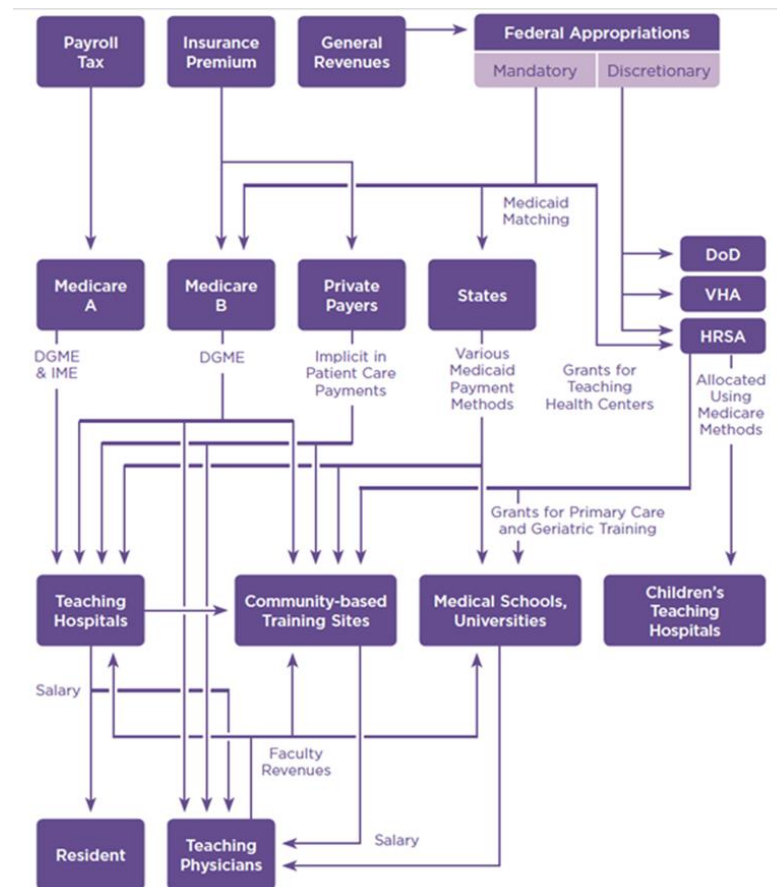 Payroll
Tax
Insurance
Premium
General
Revenues
Federal Appropriations
Mandatory
Discretionary
Medicaid
Matching
Medicare
A
Medicare
B
Private
Payers
States
DoD
VHA
HRSA
DGME
& IME
DGME
Implicit in
Patient Care
Payments
Various
Medicaid
Payment
Methods
Grants for
Teaching
Health Centers
Allocated
Using
Medicare
Methods
Grants for Primary Care
and Geriatric Training
Teaching
Hospitals
Community-based
Training Sites
Medical Schools,
Universities
Children's
Teaching
Hospitals
Salary
Faculty
Revenues
Resident
Teaching
Physicians
Salary